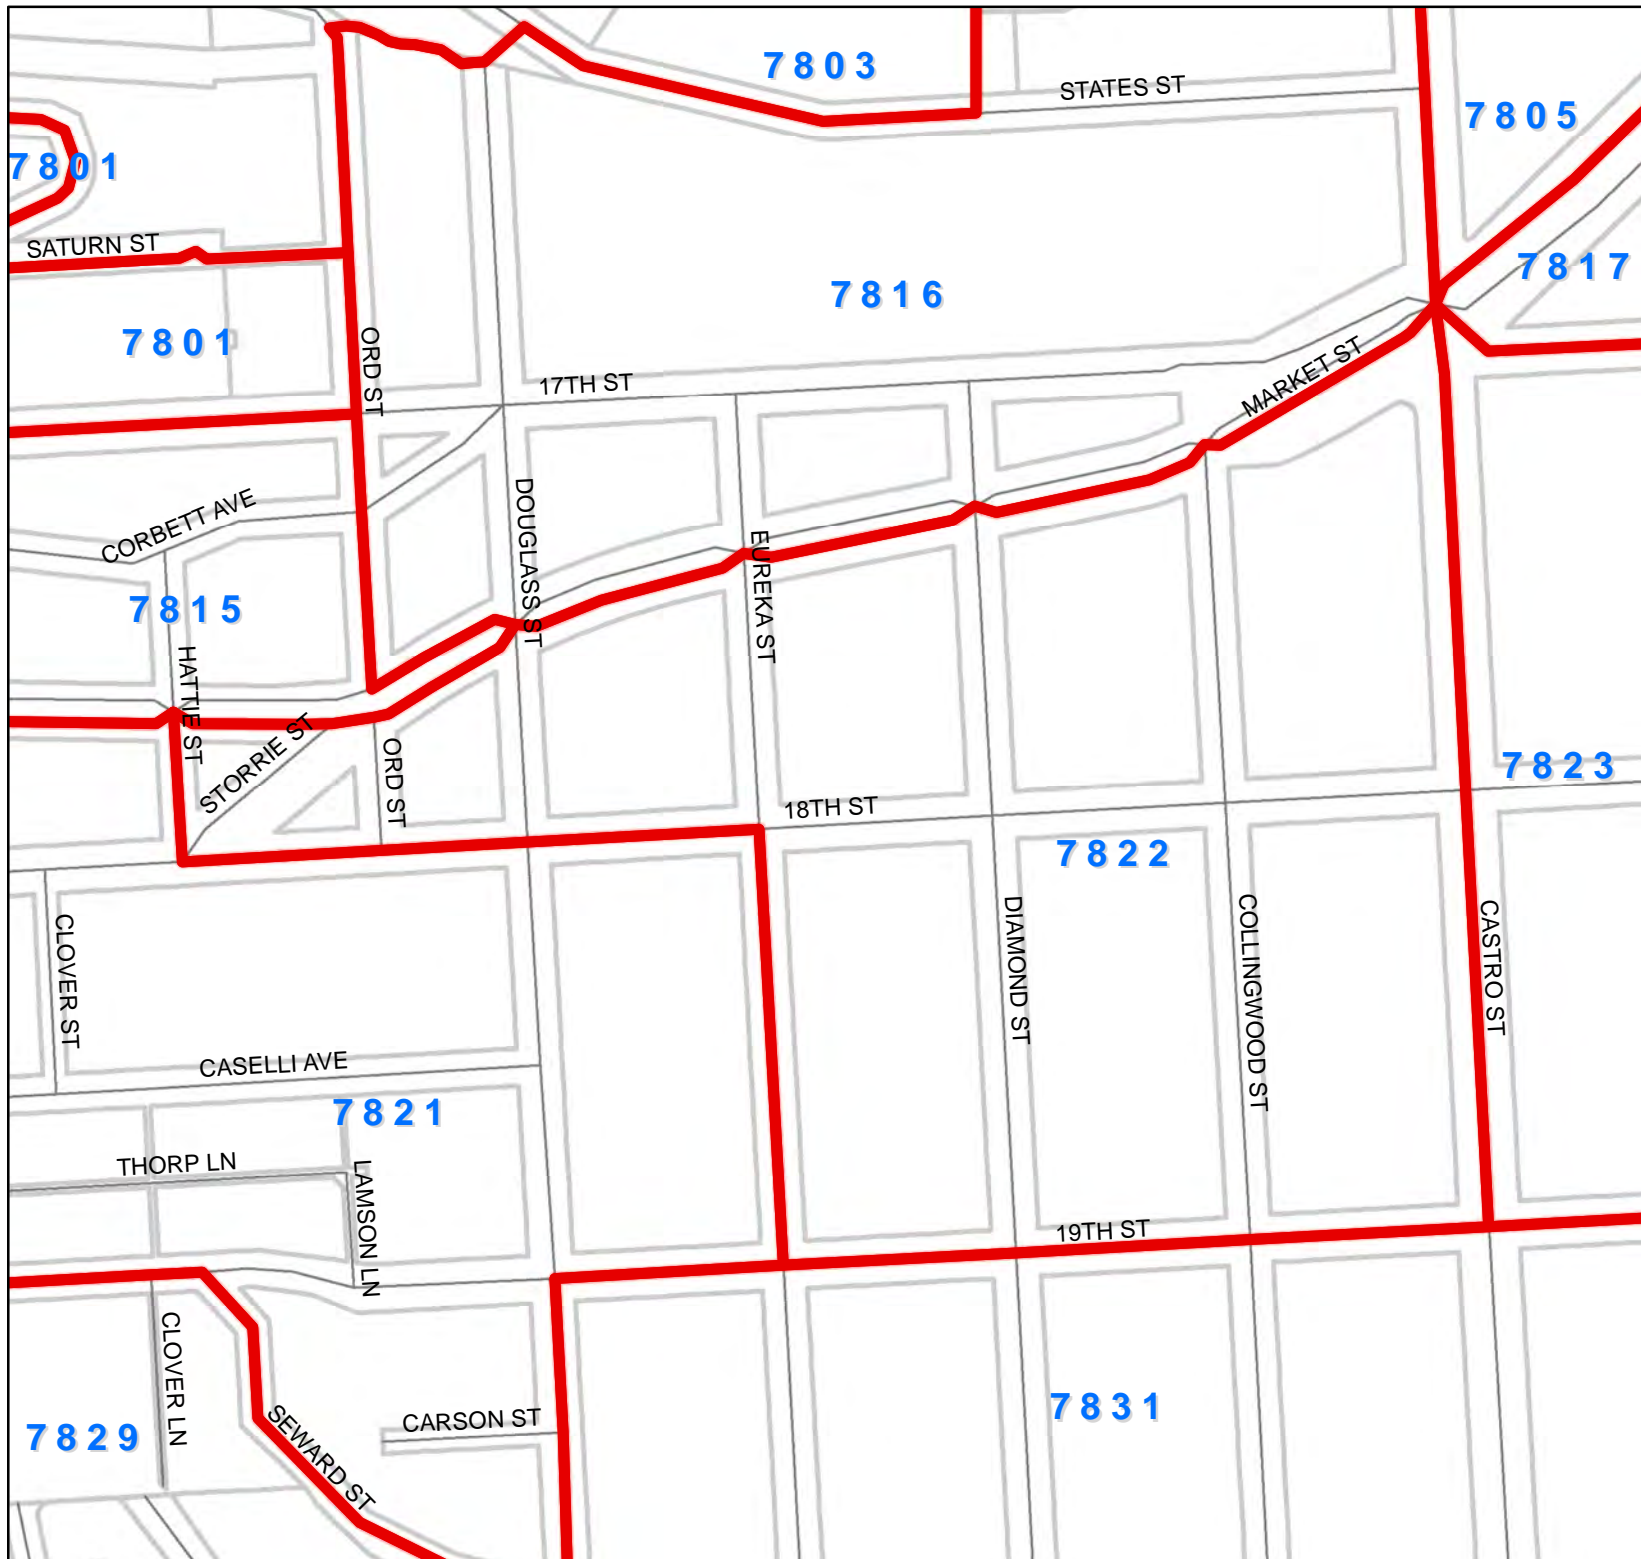 7803
STATES ST
7805
7801
SATURN ST
7817
7816
7801
ORD ST
17TH ST
MARKET ST
CORBETT AVE
DOUGLASS ST
EUREKA ST
7815
HATTIE ST
STORRIE ST
ORD ST
7823
18TH ST
7822
CLOVER ST
DIAMOND ST
COLLINGWOOD ST
CASTRO ST
CASELLI AVE
7821
THORP LN
LAMSON LN
19TH ST
CLOVER LN
7829
SEWARD ST
CARSON ST
7831